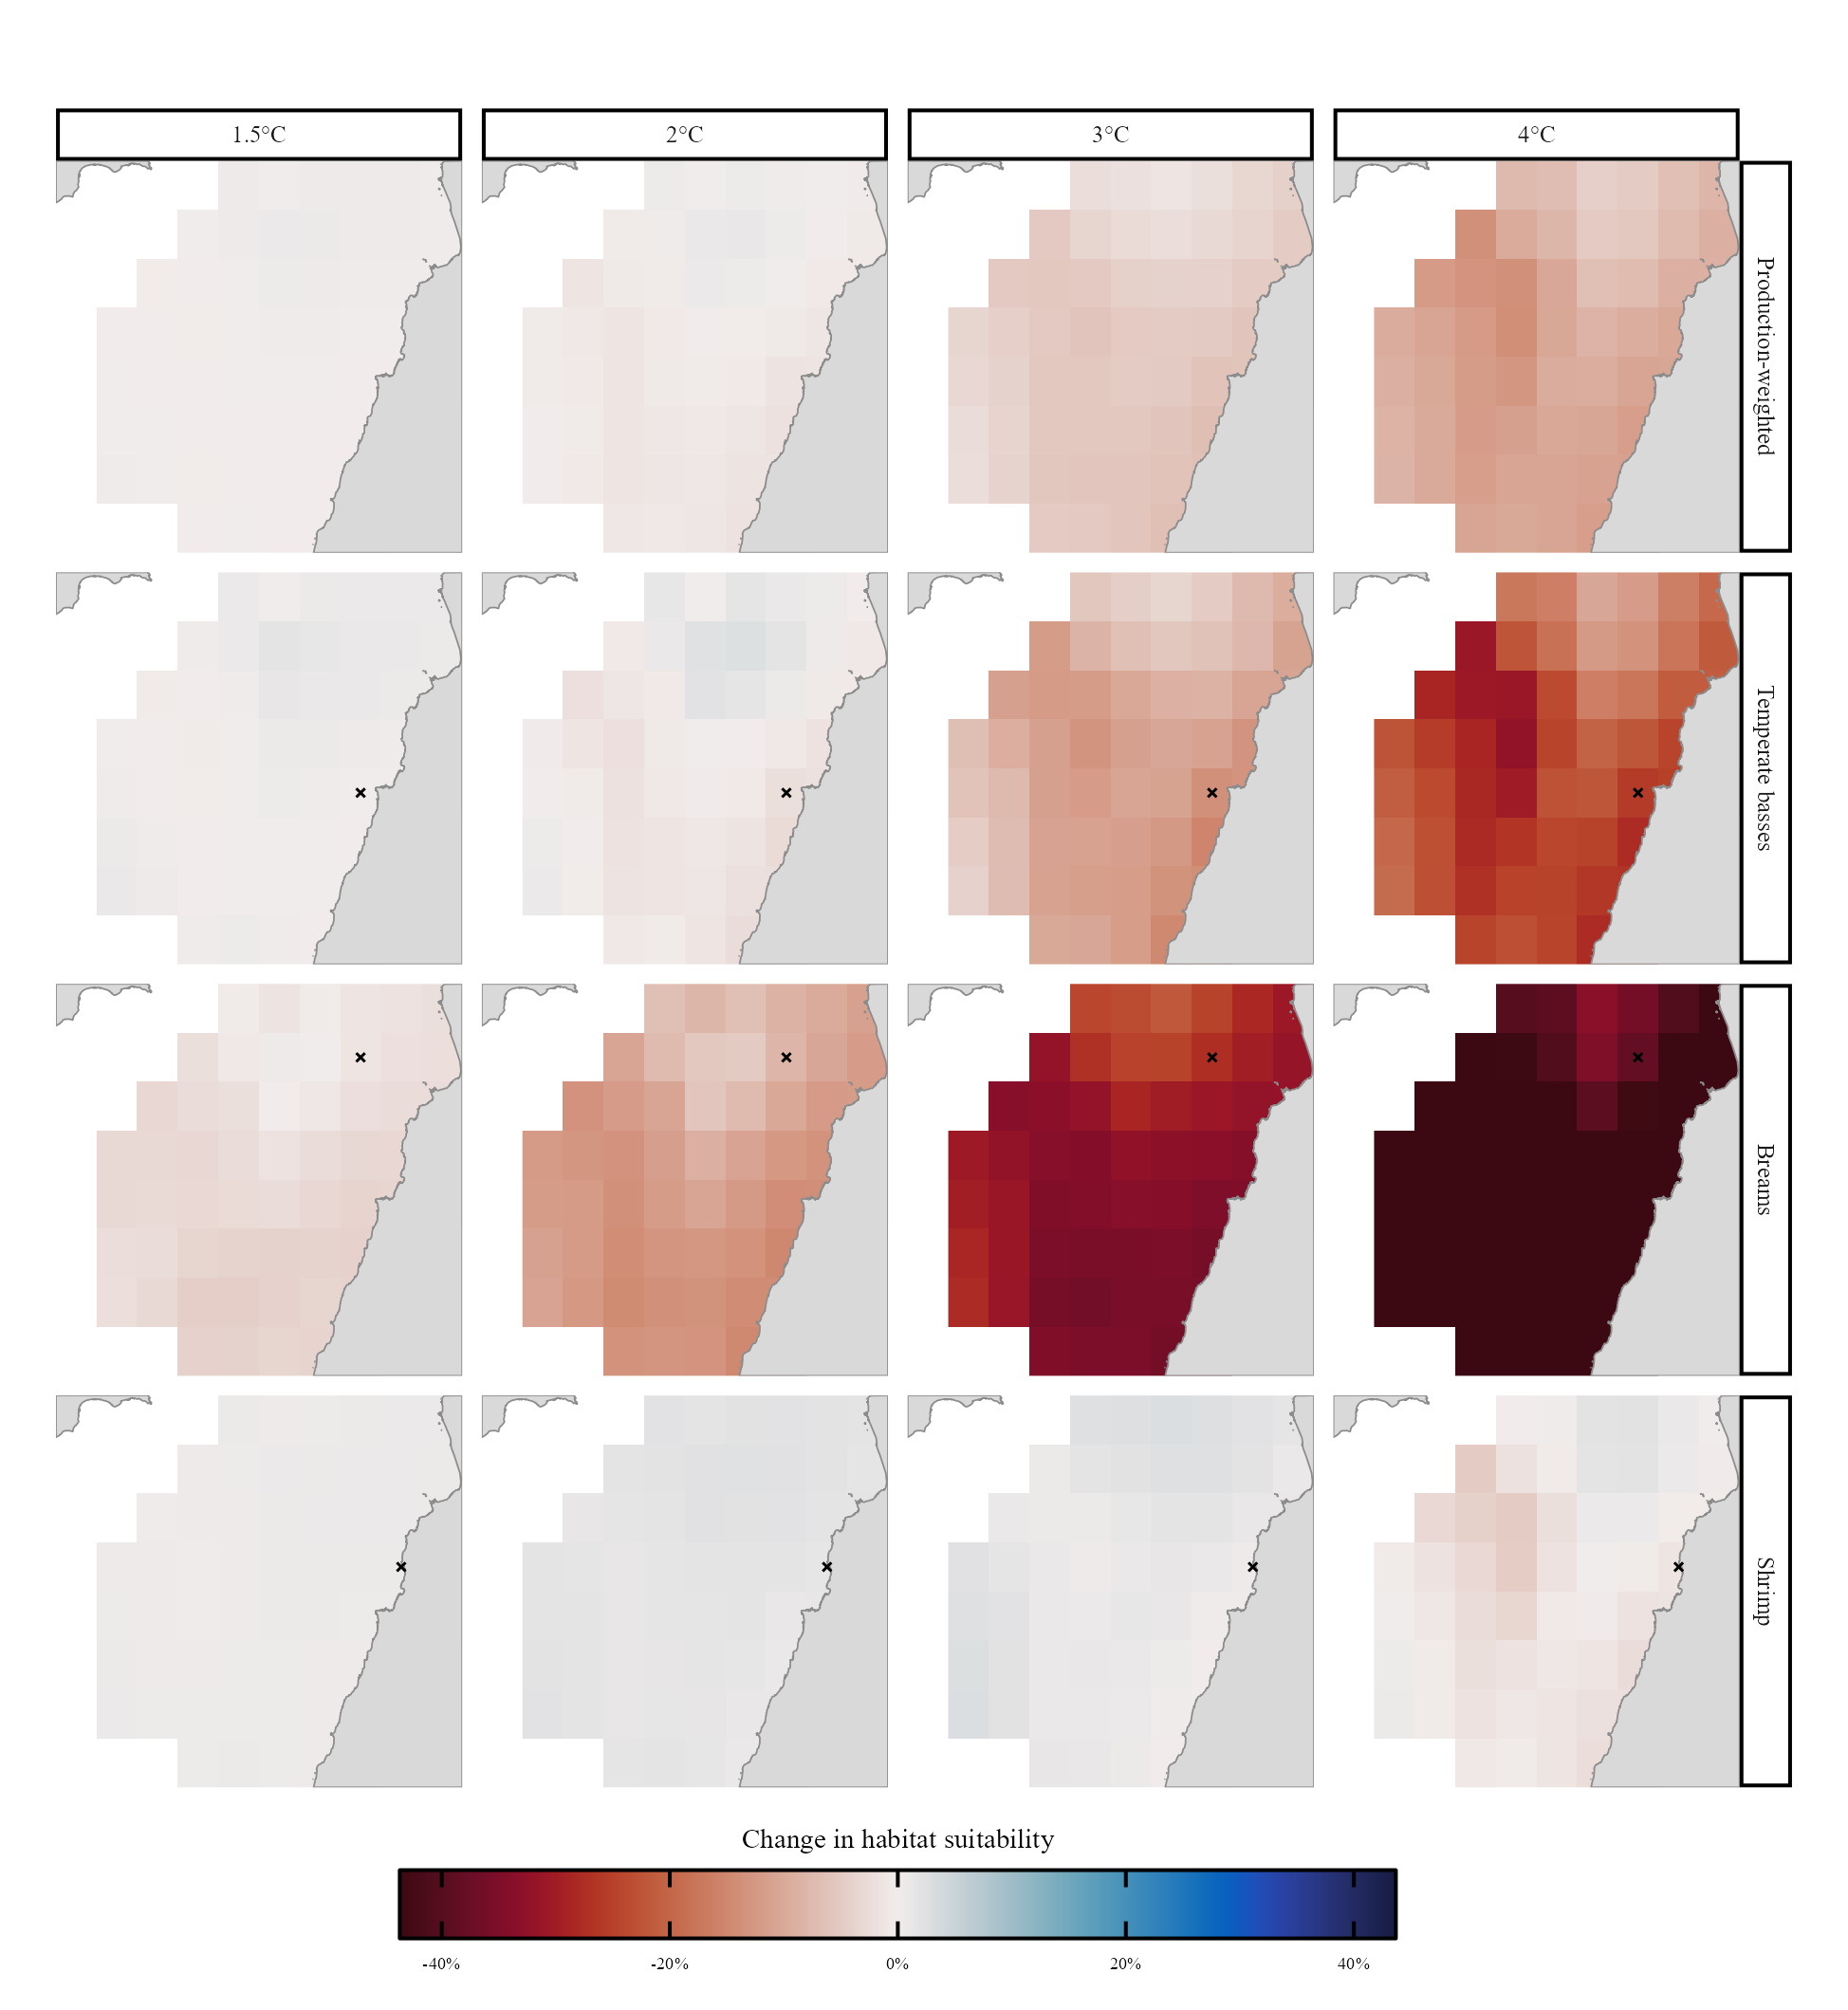 1.5°C
2°C
3°C
4°C
Production-weighted
Temperate basses
Breams
Shrimp
Change in habitat suitability
-40%
-20%
0%
20%
40%